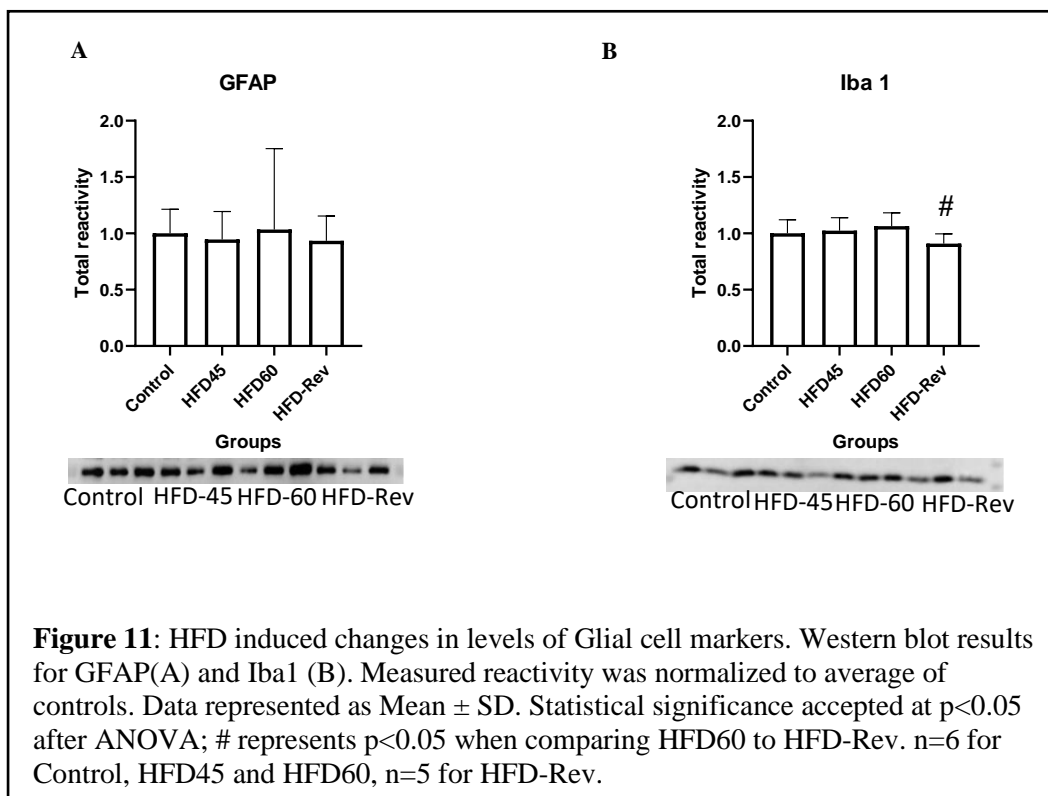 A
GFAP
Total reactivity
2.0
1.5
1.0
0.5
0.0
Control
HFD45
HFD60
HFD-Rev
Groups
Control HFD-45 HFD-60 HFD-Rev
B
Iba 1
Total reactivity
2.0
1.5
1.0
0.5
0.0
#
Control
HFD45
HFD60
HFD-Rev
Groups
Control HFD-45 HFD-60 HFD-Rev
Figure 11: HFD induced changes in levels of Glial cell markers. Western blot results
for GFAP(A) and Iba1 (B). Measured reactivity was normalized to average of
controls. Data represented as Mean ± SD. Statistical significance accepted at p<0.05
after ANOVA; # represents p<0.05 when comparing HFD60 to HFD-Rev. n=6 for
Control, HFD45 and HFD60, n=5 for HFD-Rev.